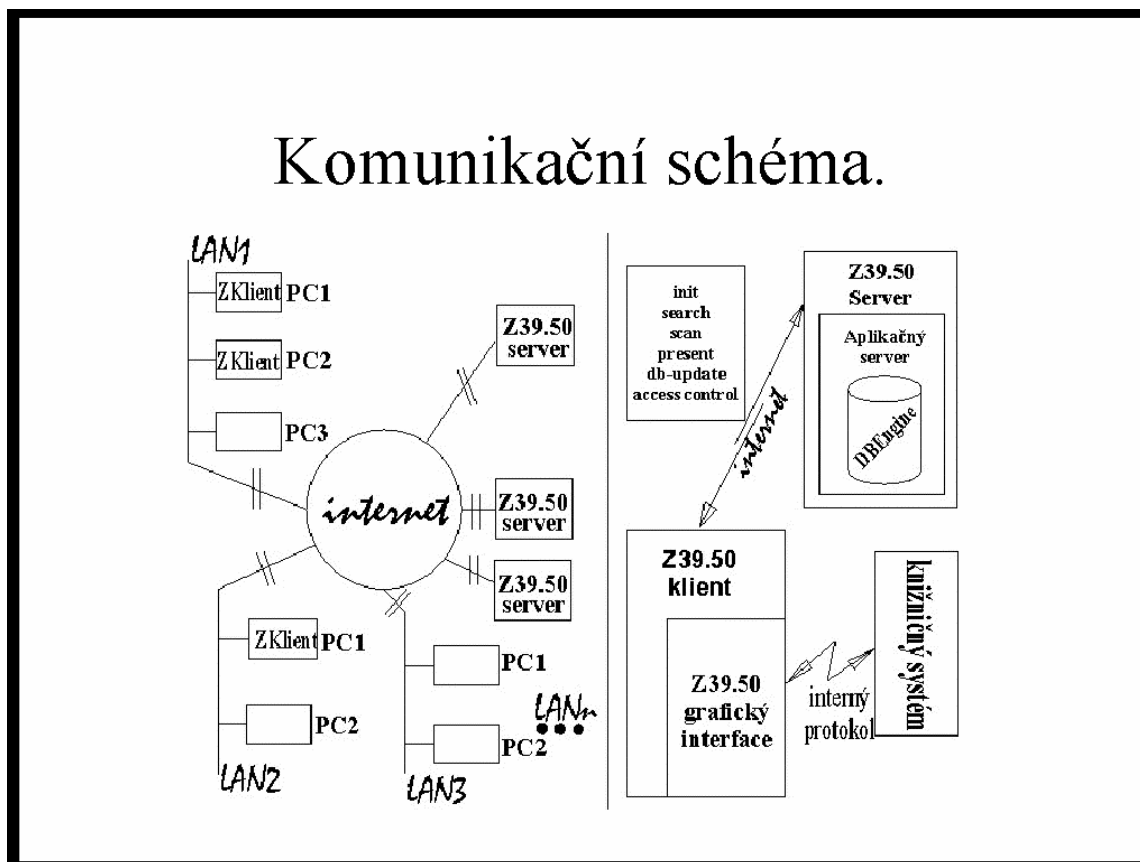 Komunikační schéma.
LAN1
ZKlient PC1
ZKlient PC2
PC3
internet
Z39.50
server
Z39.50
server
Z39.50
server
ZKlient PC1
PC2
LAN2
PC1
PC2
LAN3
LANn
init
search
scan
present
db-update
access control
internet
Z39.50
Server
Aplikačný
server
DBEngine
Z39.50
klient
Z39.50
grafický
interface
interný
protokol
knižničný systém